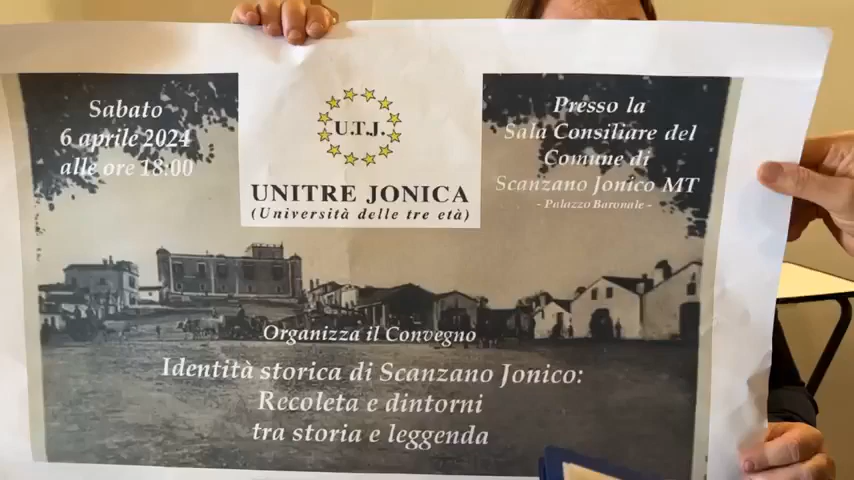 Sabato
6 aprile 2024
alle ore 18:00
U.T.J.
UNITRE JONICA
(Università delle tre età)
Presso la
Sala Consiliare del
Comune di
Scanzano Jonico MT
- Palazzo Baronale -
Organizza il Convegno
Identità storica di Scanzano Jonico:
Recoleta e dintorni
tra storia e leggenda